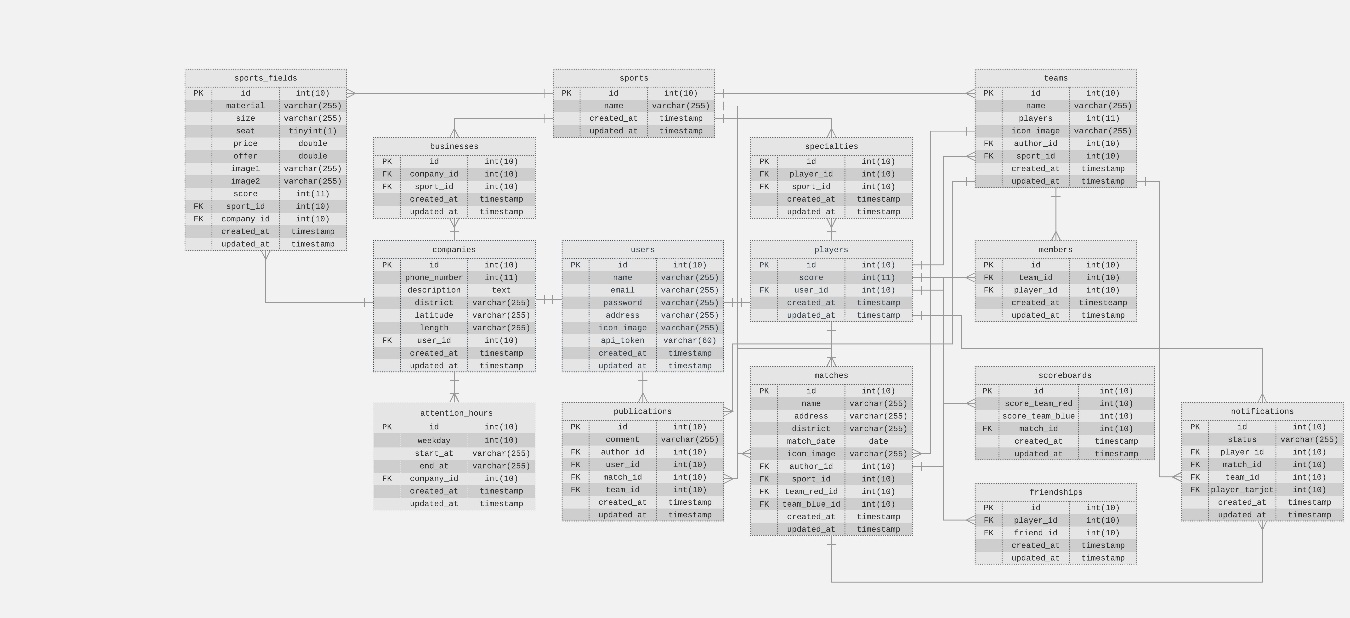 sports_fields
PK id int(10)
material varchar(255)
size varchar(255)
seat tinyint(1)
price double
offer double
image1 varchar(255)
image2 varchar(255)
score int(11)
FK sport_id int(10)
FK company_id int(10)
created_at timestamp
updated_at timestamp
sports
PK id int(10)
name varchar(255)
created_at timestamp
updated_at timestamp
teams
PK id int(10)
name varchar(255)
players int(11)
icon_image varchar(255)
FK author_id int(10)
FK sport_id int(10)
created_at timestamp
updated_at timestamp
businesses
PK id int(10)
FK company_id int(10)
FK sport_id int(10)
created_at timestamp
updated_at timestamp
specialties
PK id int(10)
FK player_id int(10)
FK sport_id int(10)
created_at timestamp
updated_at timestamp
companies
PK id int(10)
phone_number int(11)
description text
district varchar(255)
latitude varchar(255)
length varchar(255)
FK user_id int(10)
created_at timestamp
updated_at timestamp
users
PK id int(10)
name varchar(255)
email varchar(255)
password varchar(255)
address varchar(255)
icon_image varchar(255)
api_token varchar(60)
created_at timestamp
updated_at timestamp
players
PK id int(10)
score int(11)
FK user_id int(10)
created_at timestamp
updated_at timestamp
members
PK id int(10)
FK team_id int(10)
FK player_id int(10)
created_at timesteamp
updated_at timestamp
attention_hours
PK id int(10)
weekday int(10)
start_at varchar(255)
end_at varchar(255)
FK company_id int(10)
created_at timestamp
updated_at timestamp
publications
PK id int(10)
comment varchar(255)
FK author_id int(10)
FK user_id int(10)
FK match_id int(10)
FK team_id int(10)
created_at timestamp
updated_at timestamp
matches
PK id int(10)
name varchar(255)
address varchar(255)
district varchar(255)
match_date date
icon_image varchar(255)
FK author_id int(10)
FK sport_id int(10)
FK team_red_id int(10)
FK team_blue_id int(10)
created_at timestamp
updated_at timestamp
scoreboards
PK id int(10)
score_team_red int(10)
score_team_blue int(10)
FK match_id int(10)
created_at timestamp
updated_at timestamp
friendships
PK id int(10)
FK player_id int(10)
FK friend_id int(10)
created_at timestamp
updated_at timestamp
notifications
PK id int(10)
status varchar(255)
FK player_id int(10)
FK match_id int(10)
FK team_id int(10)
FK player_tarjet int(10)
created_at timestamp
updated_at timestamp